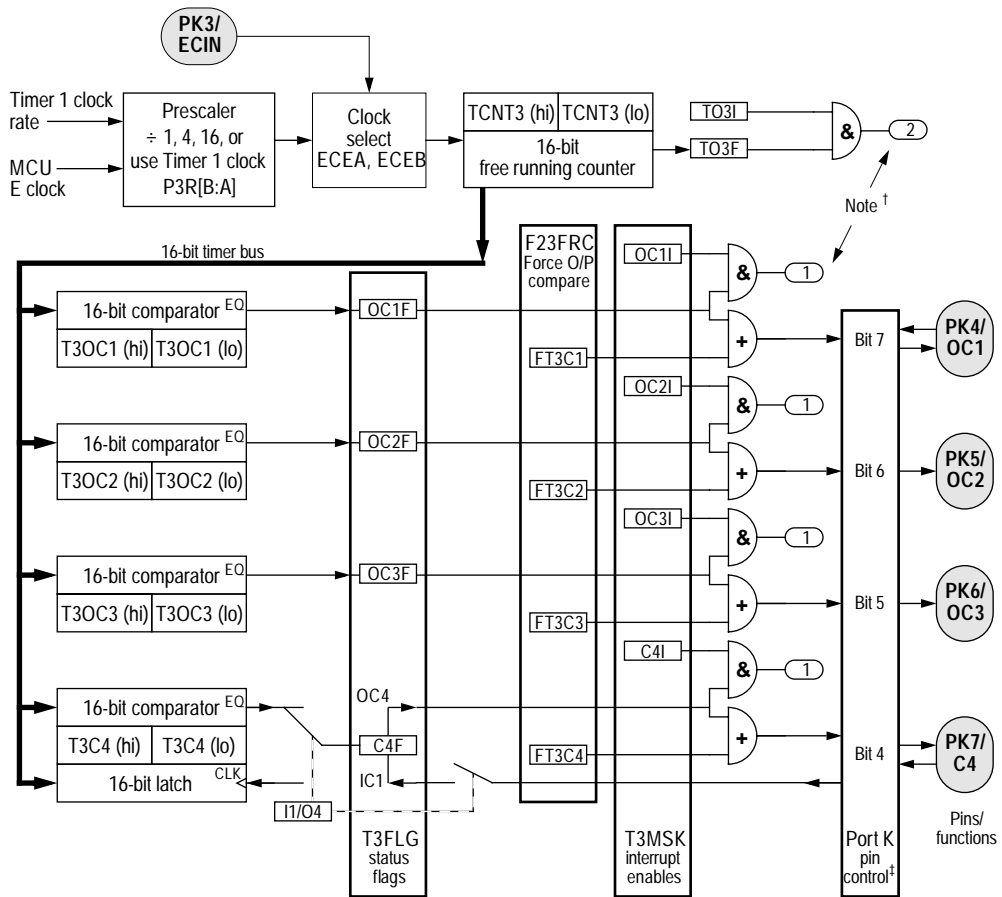 PK3/
ECIN
Timer 1 clock
rate
MCU
E clock
Prescaler
÷ 1, 4, 16, or
use Timer 1 clock
P3R[B:A]
Clock
select
ECEA, ECEB
TCNT3 (hi) TCNT3 (lo)
16-bit
free running counter
TO3I
TO3F
&
2
Note †
16-bit timer bus
F23FRC
Force O/P
compare
OC1I
&
1
16-bit comparator EQ
T3OC1 (hi) T3OC1 (lo)
OC1F
FT3C1
+
Bit 7
PK4/
OC1
OC2I
&
1
16-bit comparator EQ
T3OC2 (hi) T3OC2 (lo)
OC2F
FT3C2
+
Bit 6
PK5/
OC2
OC3I
&
1
16-bit comparator EQ
T3OC3 (hi) T3OC3 (lo)
OC3F
FT3C3
+
Bit 5
PK6/
OC3
C4I
&
1
16-bit comparator EQ
T3C4 (hi) T3C4 (lo)
16-bit latch CLK
OC4
C4F
IC1
I1/O4
FT3C4
+
Bit 4
PK7/
C4
Pins/
functions
T3FLG
status
flags
T3MSK
interrupt
enables
Port K
pin
control‡